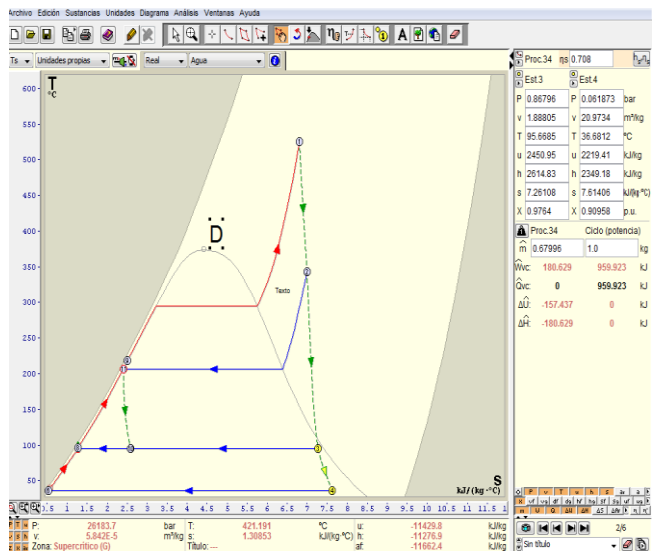 Archivo Edición Sustancias Unidades Diagrama Análisis Ventanas Ayuda
Ts Unidades propias Real Agua
T
°C
600
550
500
450
400
350
300
250
200
150
100
50
D
Texto
1
2
3
4
S
kJ/(kg·°C)
0.5 1 1.5 2 2.5 3 3.5 4 4.5 5 5.5 6 6.5 7 7.5 8 8.5 9 9.5 10 10.5 11 11.5
P: 26183.7 bar T: 421.191 °C u: -11429.8 kJ/kg
v: 5.842E-5 m³/kg s: 1.30853 kJ/(kg °C) h: -11276.9 kJ/kg
Zona: Supercrítico (G) Título: --- af: -11662.4 kJ/kg
Proc.34 ηs 0.708
Est.3 Est.4
P 0.86796 P 0.061873 bar
v 1.88805 v 20.9734 m³/kg
T 95.6685 T 36.6812 °C
u 2450.95 u 2219.41 kJ/kg
h 2614.83 h 2349.18 kJ/kg
s 7.26108 s 7.61406 kJ/(kg °C)
X 0.9764 X 0.90958 p.u.
Proc.34 Ciclo (potencia)
m 0.67996 1.0 kg
Wvc: 180.629 959.923 kJ
Qvc: 0 959.923 kJ
ΔU: -157.437 0 kJ
ΔH: -180.629 0 kJ
2/6
Sin título